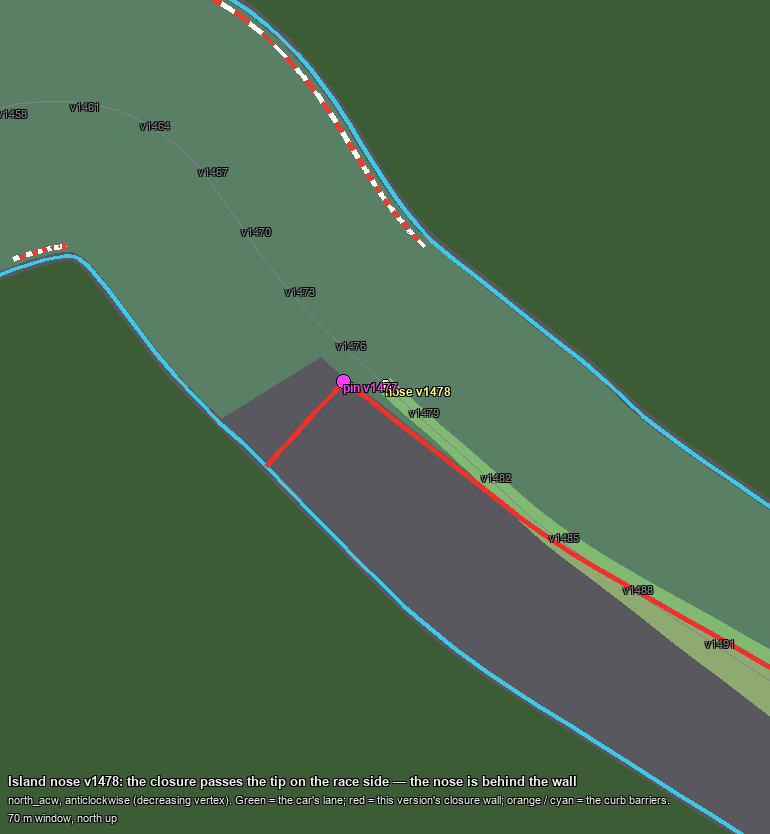 v1458
v1461
v1464
v1467
v1470
v1473
v1476
pin v1477
nose v1478
v1479
v1482
v1485
v1488
v1491
Island nose v1478: the closure passes the tip on the race side — the nose is behind the wall
north_acw, anticlockwise (decreasing vertex). Green = the car's lane; red = this version's closure wall; orange / cyan = the curb barriers.
70 m window, north up